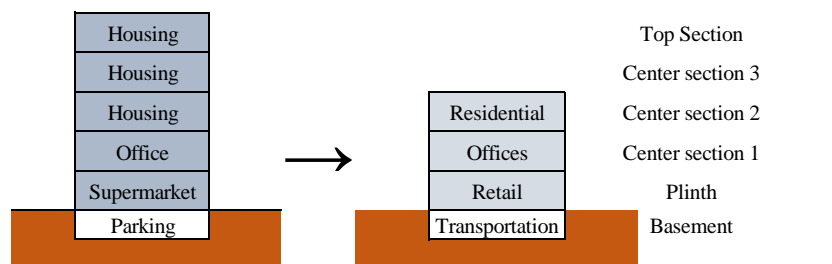 Housing
Housing
Housing
Office
Supermarket
Parking
Residential
Offices
Retail
Transportation
Top Section
Center section 3
Center section 2
Center section 1
Plinth
Basement